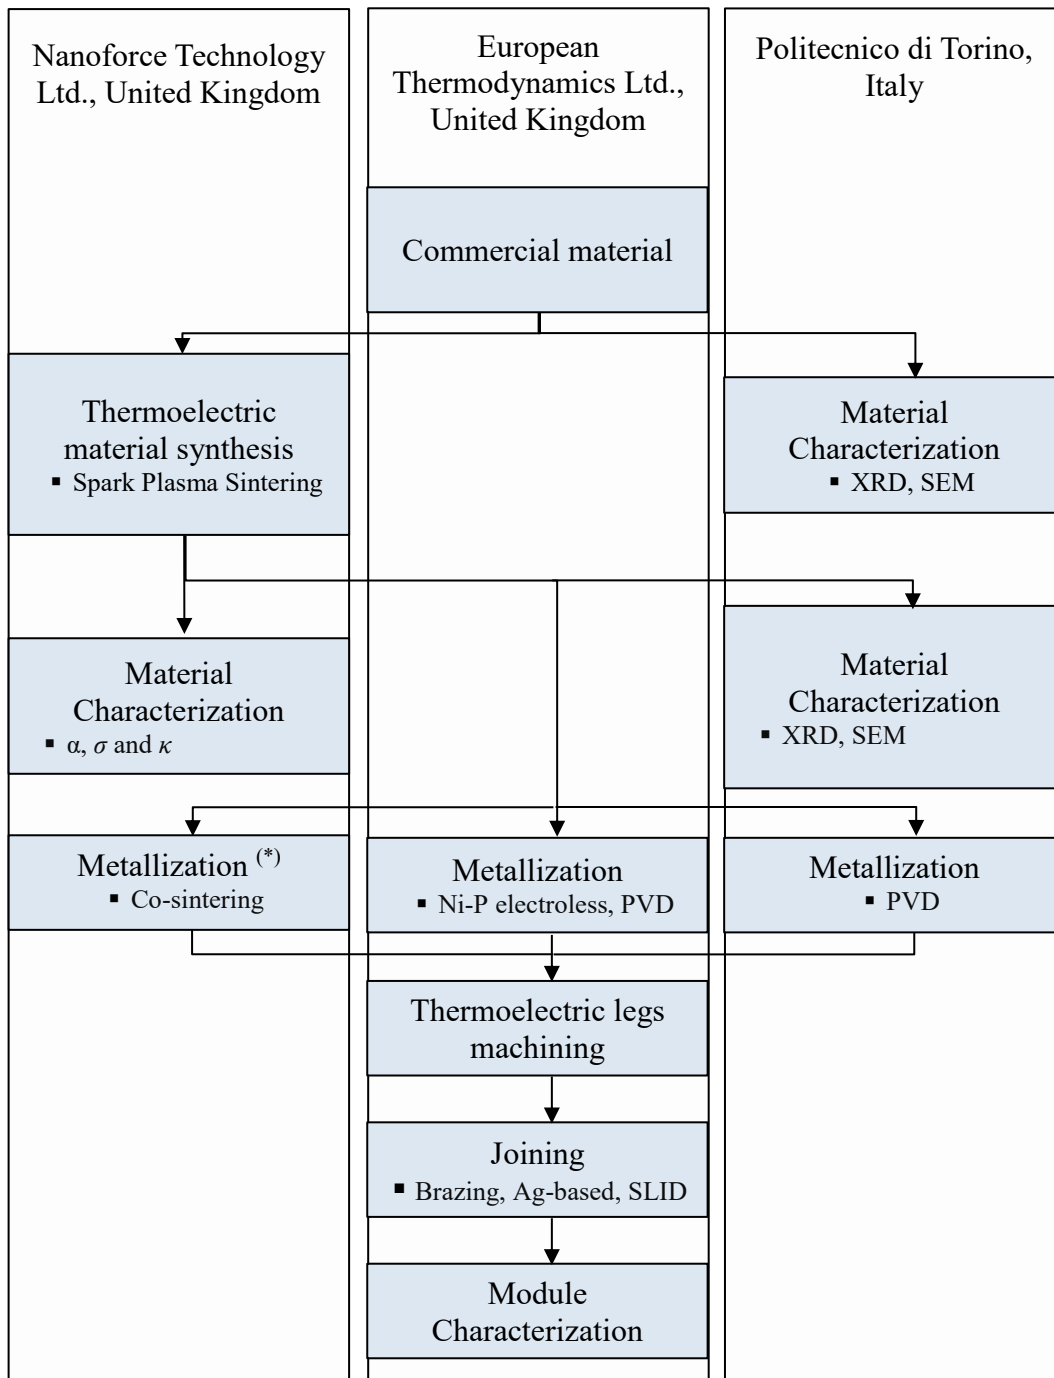 Nanoforce Technology
Ltd., United Kingdom
European
Thermodynamics Ltd.,
United Kingdom
Politecnico di Torino,
Italy
Commercial material
Thermoelectric
material synthesis
▪ Spark Plasma Sintering
Material
Characterization
▪ XRD, SEM
Material
Characterization
▪ α, σ and κ
Material
Characterization
▪ XRD, SEM
Metallization (*)
▪ Co-sintering
Metallization
▪ Ni-P electroless, PVD
Metallization
▪ PVD
Thermoelectric legs
machining
Joining
▪ Brazing, Ag-based, SLID
Module
Characterization